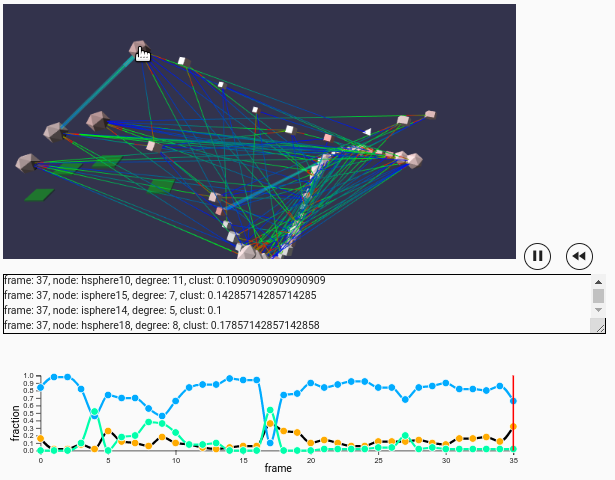 frame: 37, node: hsphere10, degree: 11, clust: 0.10909090909090909
frame: 37, node: isphere15, degree: 7, clust: 0.14285714285714285
frame: 37, node: isphere14, degree: 5, clust: 0.1
frame: 37, node: hsphere18, degree: 8, clust: 0.17857142857142858
fraction
1.0
0.9
0.8
0.7
0.6
0.5
0.4
0.3
0.2
0.1
0.0
0 5 10 15 20 25 30 35
frame